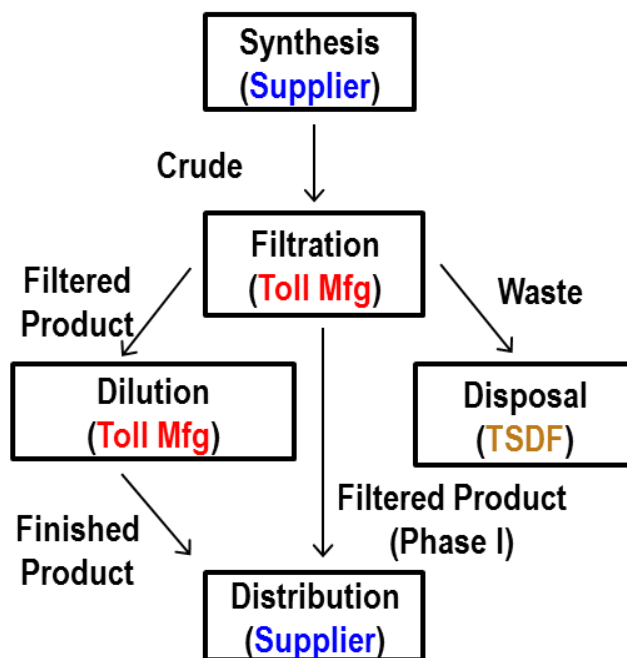 Synthesis
(Supplier)
Crude
Filtration
(Toll Mfg)
Filtered
Product
Waste
Dilution
(Toll Mfg)
Disposal
(TSDF)
Filtered Product
(Phase I)
Finished
Product
Distribution
(Supplier)